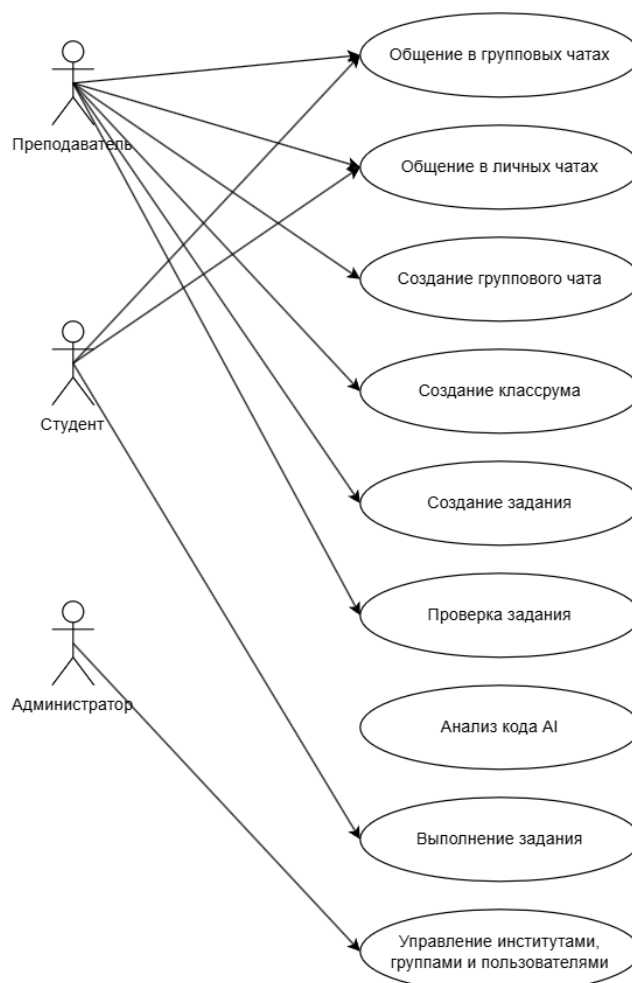 Общение в групповых чатах
Преподаватель
Общение в личных чатах
Создание группового чата
Создание классрума
Студент
Создание задания
Проверка задания
Администратор
Анализ кода AI
Выполнение задания
Управление институтами,
группами и пользователями